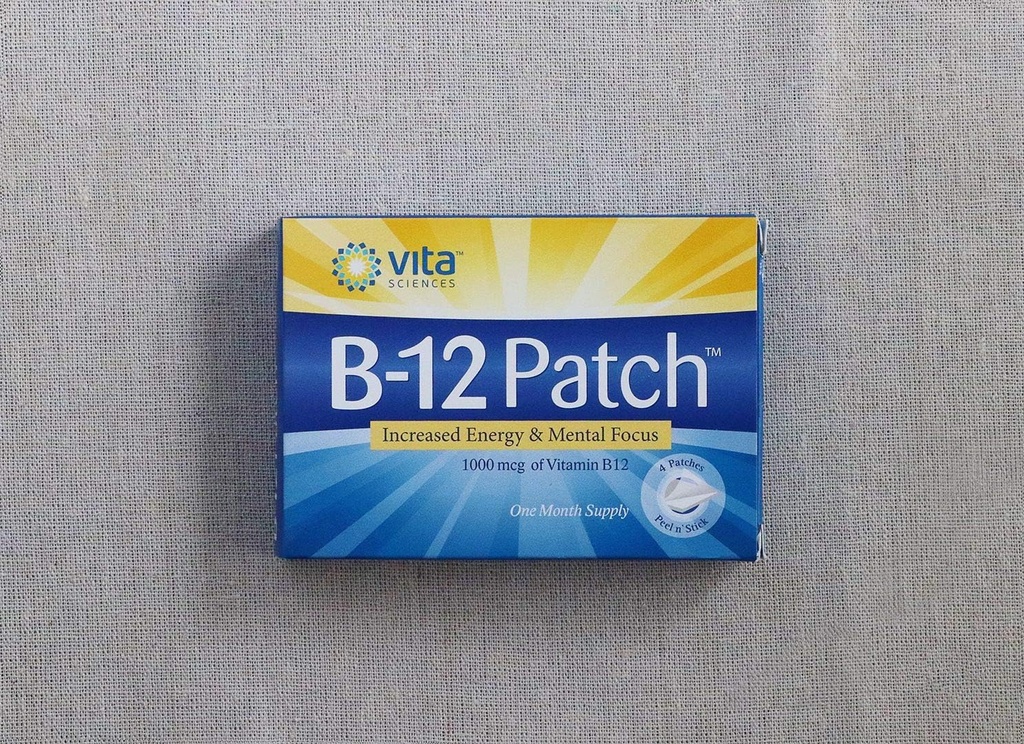 vita™
SCIENCES
B-12 Patch™
Increased Energy & Mental Focus
1000 mcg of Vitamin B12
4 Patches
Peel n' Stick
One Month Supply